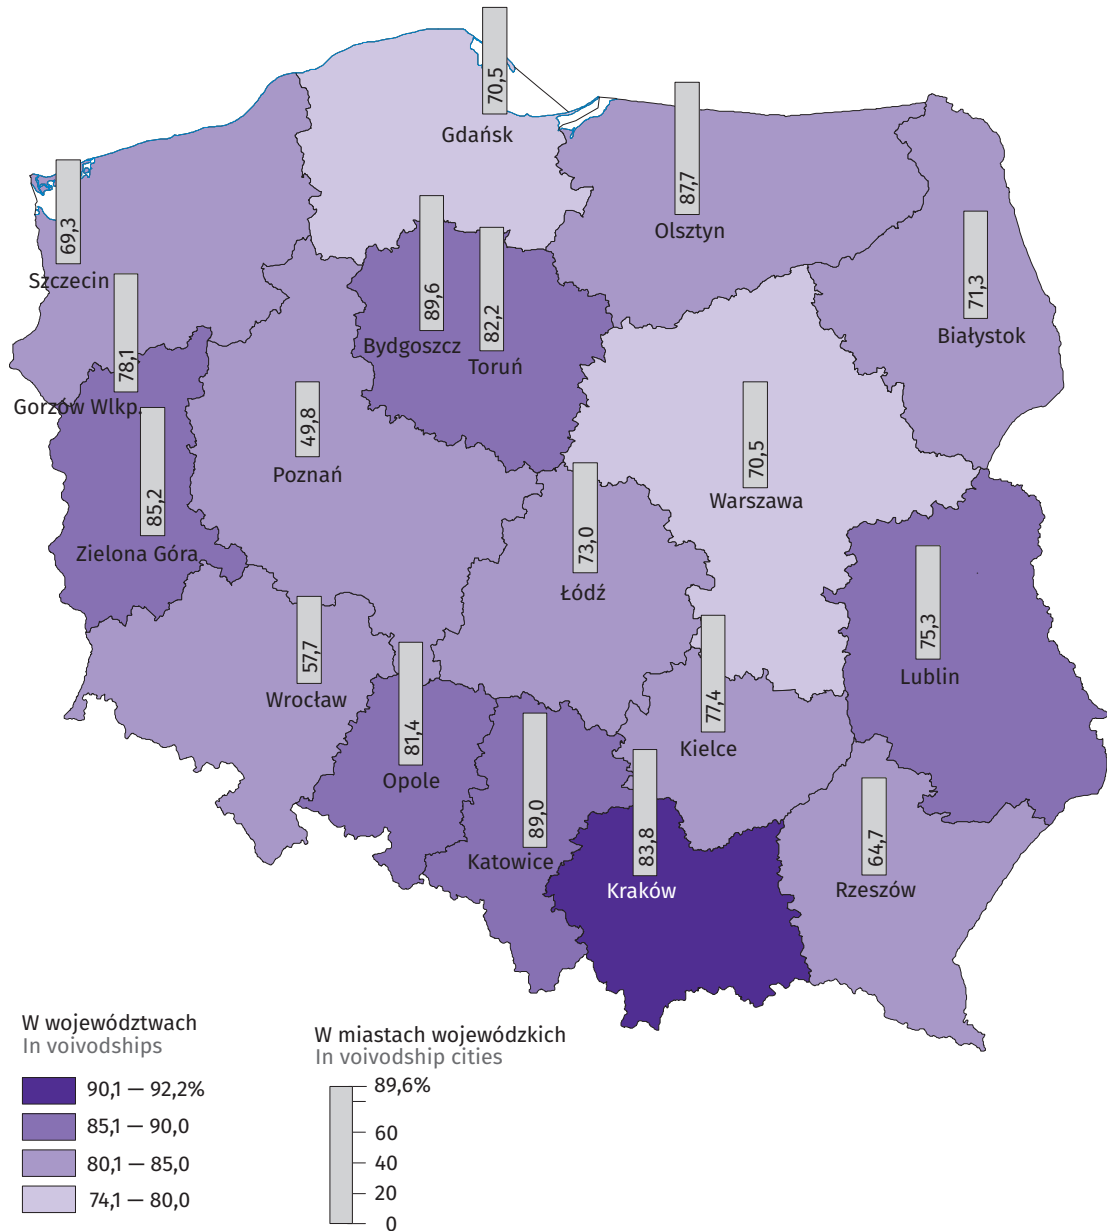 70,5
Gdańsk
87,7
Olsztyn
69,3
Szczecin
89,6
Bydgoszcz
82,2
Toruń
71,3
Białystok
78,1
Gorzów Wlkp.
49,8
Poznań
70,5
Warszawa
85,2
Zielona Góra
73,0
Łódź
75,3
Lublin
57,7
Wrocław
81,4
Opole
77,4
Kielce
89,0
Katowice
83,8
Kraków
64,7
Rzeszów
W województwach
In voivodships
90,1 — 92,2%
85,1 — 90,0
80,1 — 85,0
74,1 — 80,0
W miastach wojewódzkich
In voivodship cities
89,6%
60
40
20
0